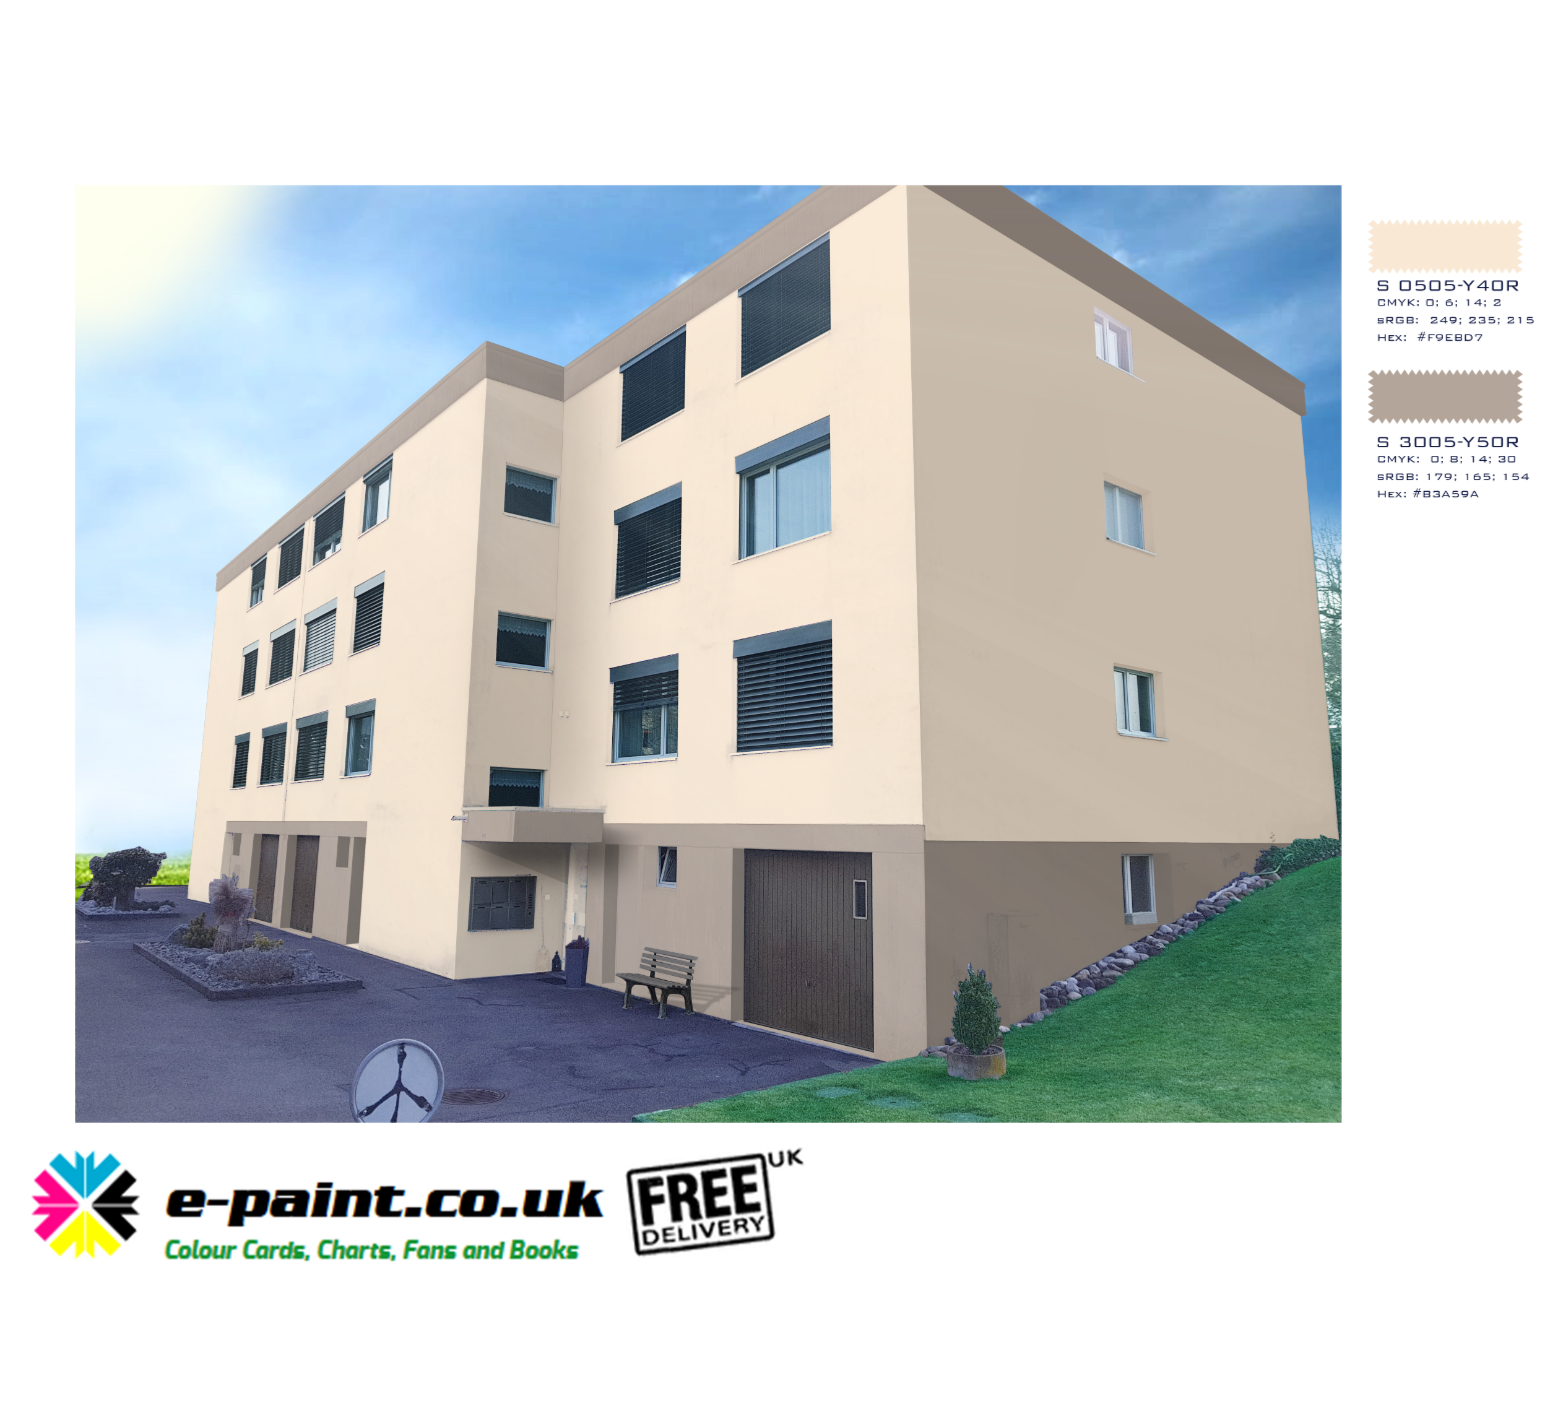 S 0505-Y40R
CMYK: 0; 6; 14; 2
sRGB: 249; 235; 215
Hex: #F9EBD7
S 3005-Y50R
CMYK: 0; 8; 14; 30
sRGB: 179; 165; 154
Hex: #B3A59A
e-paint.co.uk
Colour Cards, Charts, Fans and Books
FREE UK
DELIVERY